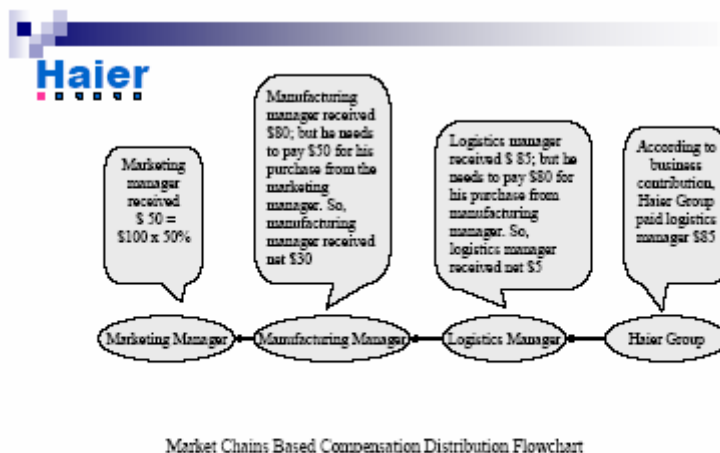 Haier
Marketing
manager
received
$ 50 =
$100 x 50%
Manufacturing
manager received
$80; but he needs
to pay $50 for his
purchase from the
marketing
manager. So,
manufacturing
manager received
net $30
Logistics manager
received $ 85; but he
needs to pay $80 for
his purchase from
manufacturing
manager. So,
logistics manager
received net $5
According to
business
contribution,
Haier Group
paid logistics
manager $85
Marketing Manager
Manufacturing Manager
Logistics Manager
Haier Group
Market Chains Based Compensation Distribution Flowchart